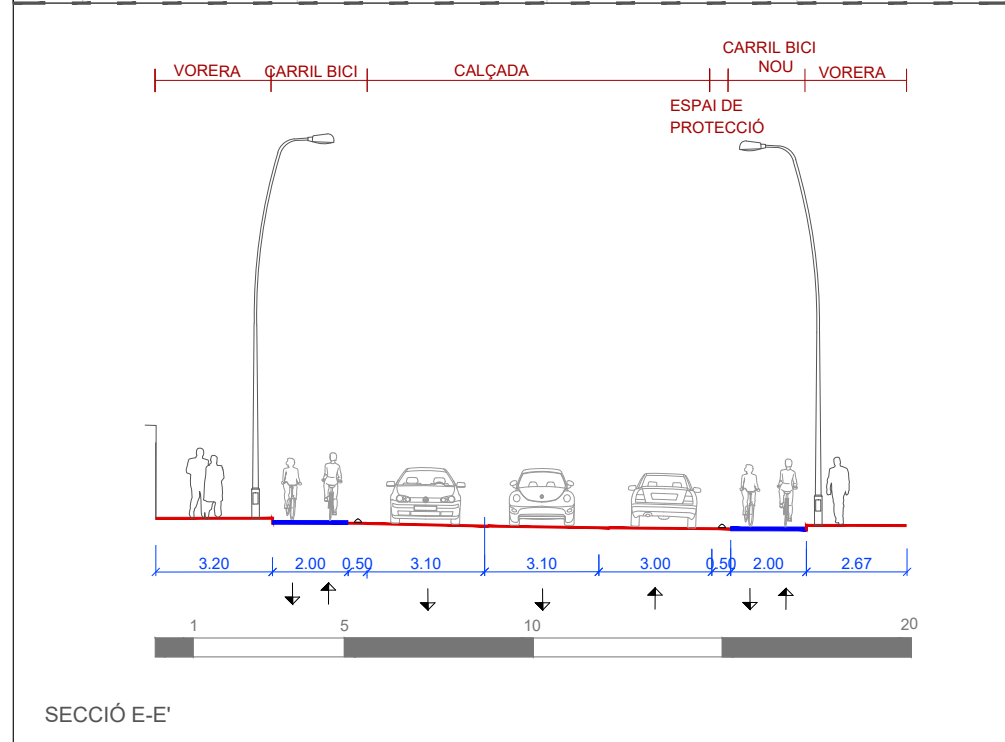 CARRIL BICI
NOU
VORERA
CARRIL BICI
CALÇADA
VORERA
ESPAI DE
PROTECCIÓ
3.20
2.00
0.50
3.10
3.10
3.00
0.50
2.00
2.67
1
5
10
20
SECCIÓ E-E'